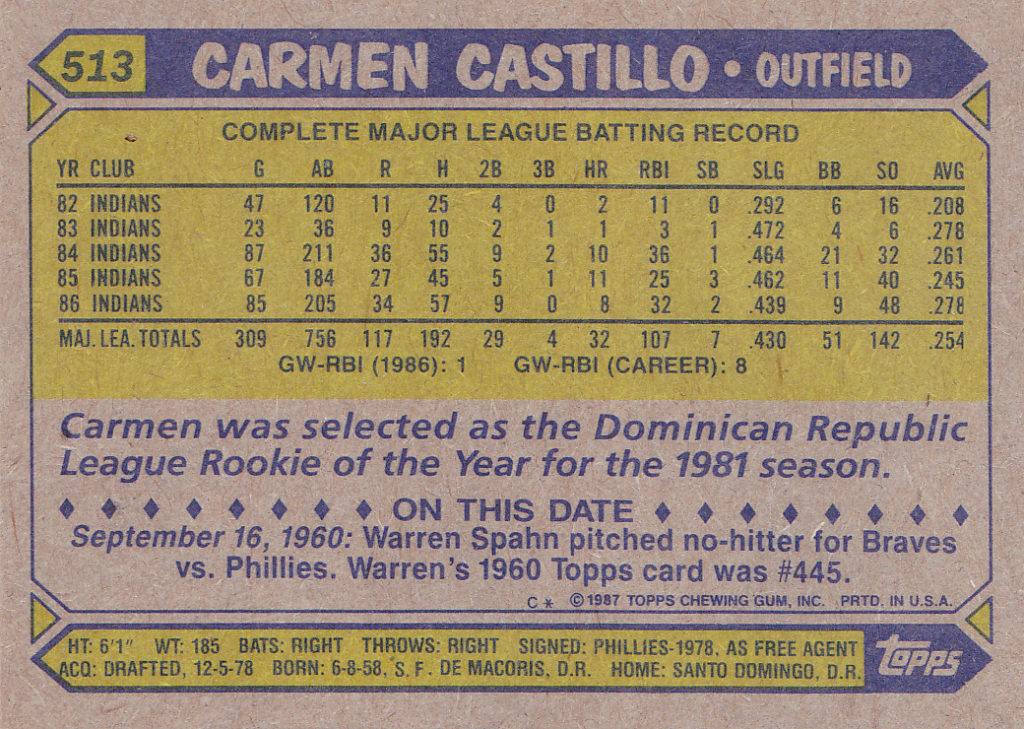 513 CARMEN CASTILLO • OUTFIELD
COMPLETE MAJOR LEAGUE BATTING RECORD
YR CLUB G AB R H 2B 3B HR RBI SB SLG BB SO AVG
82 INDIANS 47 120 11 25 4 0 2 11 0 .292 6 16 .208
83 INDIANS 23 36 9 10 2 1 1 3 1 .472 4 6 .278
84 INDIANS 87 211 36 55 9 2 10 36 1 .464 21 32 .261
85 INDIANS 67 184 27 45 5 1 11 25 3 .462 11 40 .245
86 INDIANS 85 205 34 57 9 0 8 32 2 .439 9 48 .278
MAJ. LEA. TOTALS 309 756 117 192 29 4 32 107 7 .430 51 142 .254
GW-RBI (1986): 1 GW-RBI (CAREER): 8
Carmen was selected as the Dominican Republic
League Rookie of the Year for the 1981 season.
ON THIS DATE
September 16, 1960: Warren Spahn pitched no-hitter for Braves
vs. Phillies. Warren's 1960 Topps card was #445.
C* ©1987 TOPPS CHEWING GUM, INC. PRTD. IN U.S.A.
HT: 6'1" WT: 185 BATS: RIGHT THROWS: RIGHT SIGNED: PHILLIES-1978, AS FREE AGENT
ACQ: DRAFTED, 12-5-78 BORN: 6-8-58, S. F. DE MACORIS, D.R. HOME: SANTO DOMINGO, D.R.
topps